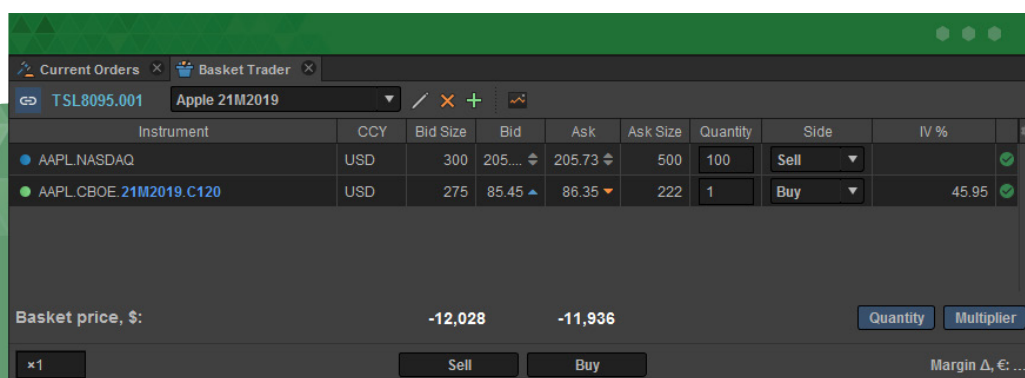 Current Orders Basket Trader
TSL8095.001 Apple 21M2019
Instrument CCY Bid Size Bid Ask Ask Size Quantity Side IV %
AAPL.NASDAQ USD 300 205.... 205.73 500 100 Sell
AAPL.CBOE.21M2019.C120 USD 275 85.45 86.35 222 1 Buy 45.95
Basket price, $: -12,028 -11,936 Quantity Multiplier
×1 Sell Buy Margin Δ, €: ...